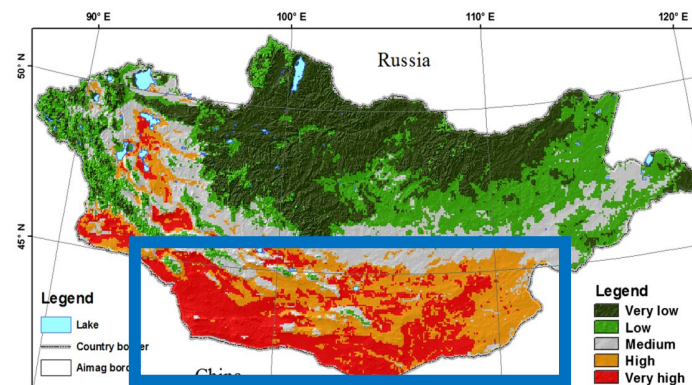 90° E
100° E
110° E
120° E
50° N
Russia
45° N
Legend
Lake
Country border
Aimag
Legend
Very low
Low
Medium
High
Very high